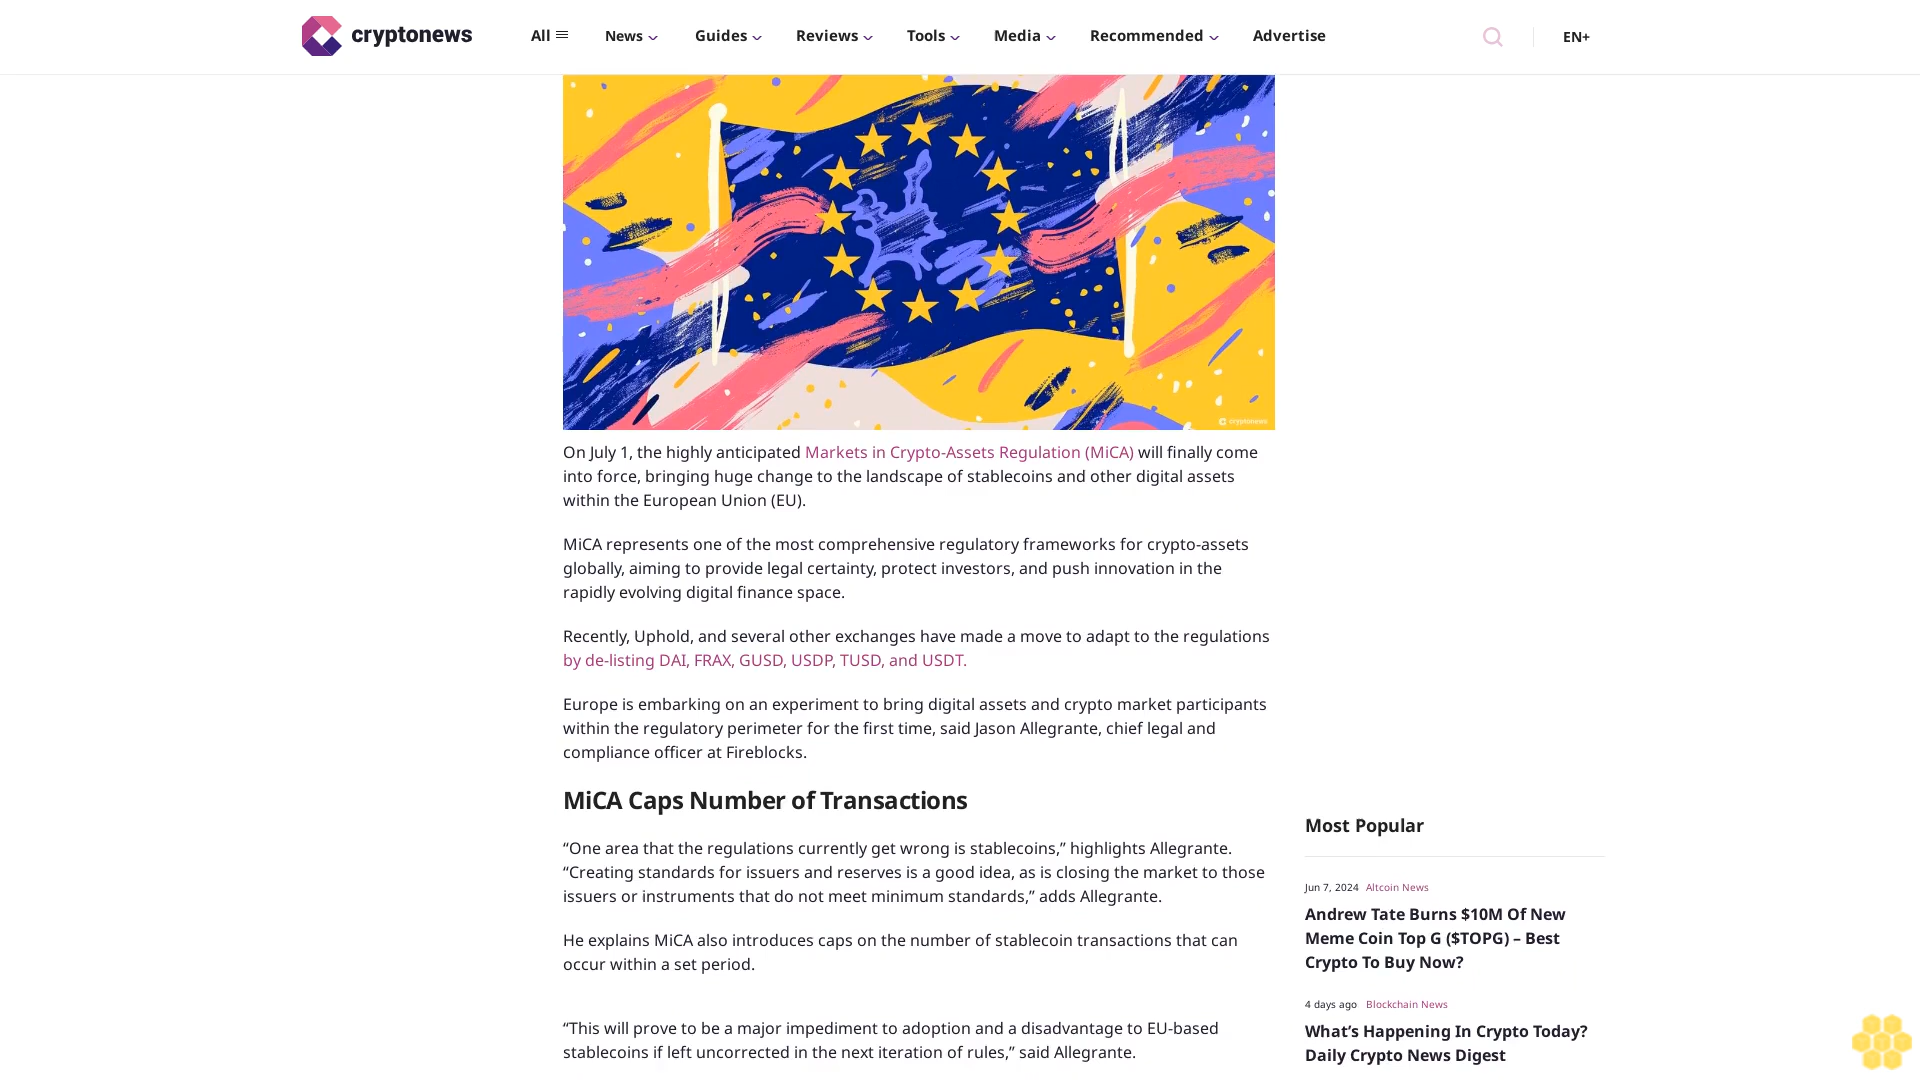 cryptonews
All
News
Guides
Reviews
Tools
Media
Recommended
Advertise
EN+
cryptonews
On July 1, the highly anticipated Markets in Crypto-Assets Regulation (MiCA) will finally come
into force, bringing huge change to the landscape of stablecoins and other digital assets
within the European Union (EU).
MiCA represents one of the most comprehensive regulatory frameworks for crypto-assets
globally, aiming to provide legal certainty, protect investors, and push innovation in the
rapidly evolving digital finance space.
Recently, Uphold, and several other exchanges have made a move to adapt to the regulations
by de-listing DAI, FRAX, GUSD, USDP, TUSD, and USDT.
Europe is embarking on an experiment to bring digital assets and crypto market participants
within the regulatory perimeter for the first time, said Jason Allegrante, chief legal and
compliance officer at Fireblocks.
MiCA Caps Number of Transactions
“One area that the regulations currently get wrong is stablecoins,” highlights Allegrante.
“Creating standards for issuers and reserves is a good idea, as is closing the market to those
issuers or instruments that do not meet minimum standards,” adds Allegrante.
He explains MiCA also introduces caps on the number of stablecoin transactions that can
occur within a set period.
“This will prove to be a major impediment to adoption and a disadvantage to EU-based
stablecoins if left uncorrected in the next iteration of rules,” said Allegrante.
Most Popular
Jun 7, 2024 Altcoin News
Andrew Tate Burns $10M Of New
Meme Coin Top G ($TOPG) – Best
Crypto To Buy Now?
4 days ago Blockchain News
What’s Happening In Crypto Today?
Daily Crypto News Digest